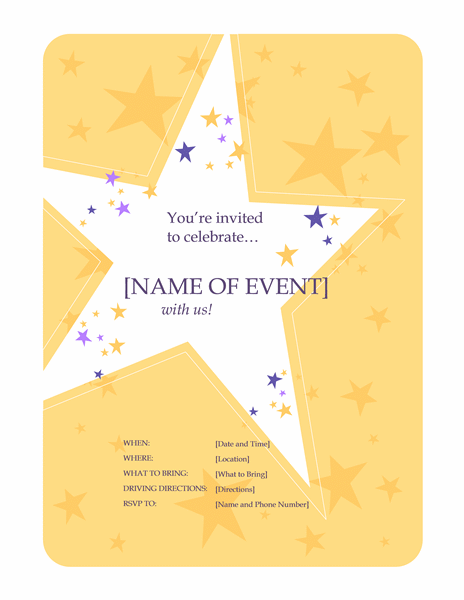 You're invited
to celebrate…
[NAME OF EVENT]
with us!
WHEN: [Date and Time]
WHERE: [Location]
WHAT TO BRING: [What to Bring]
DRIVING DIRECTIONS: [Directions]
RSVP TO: [Name and Phone Number]